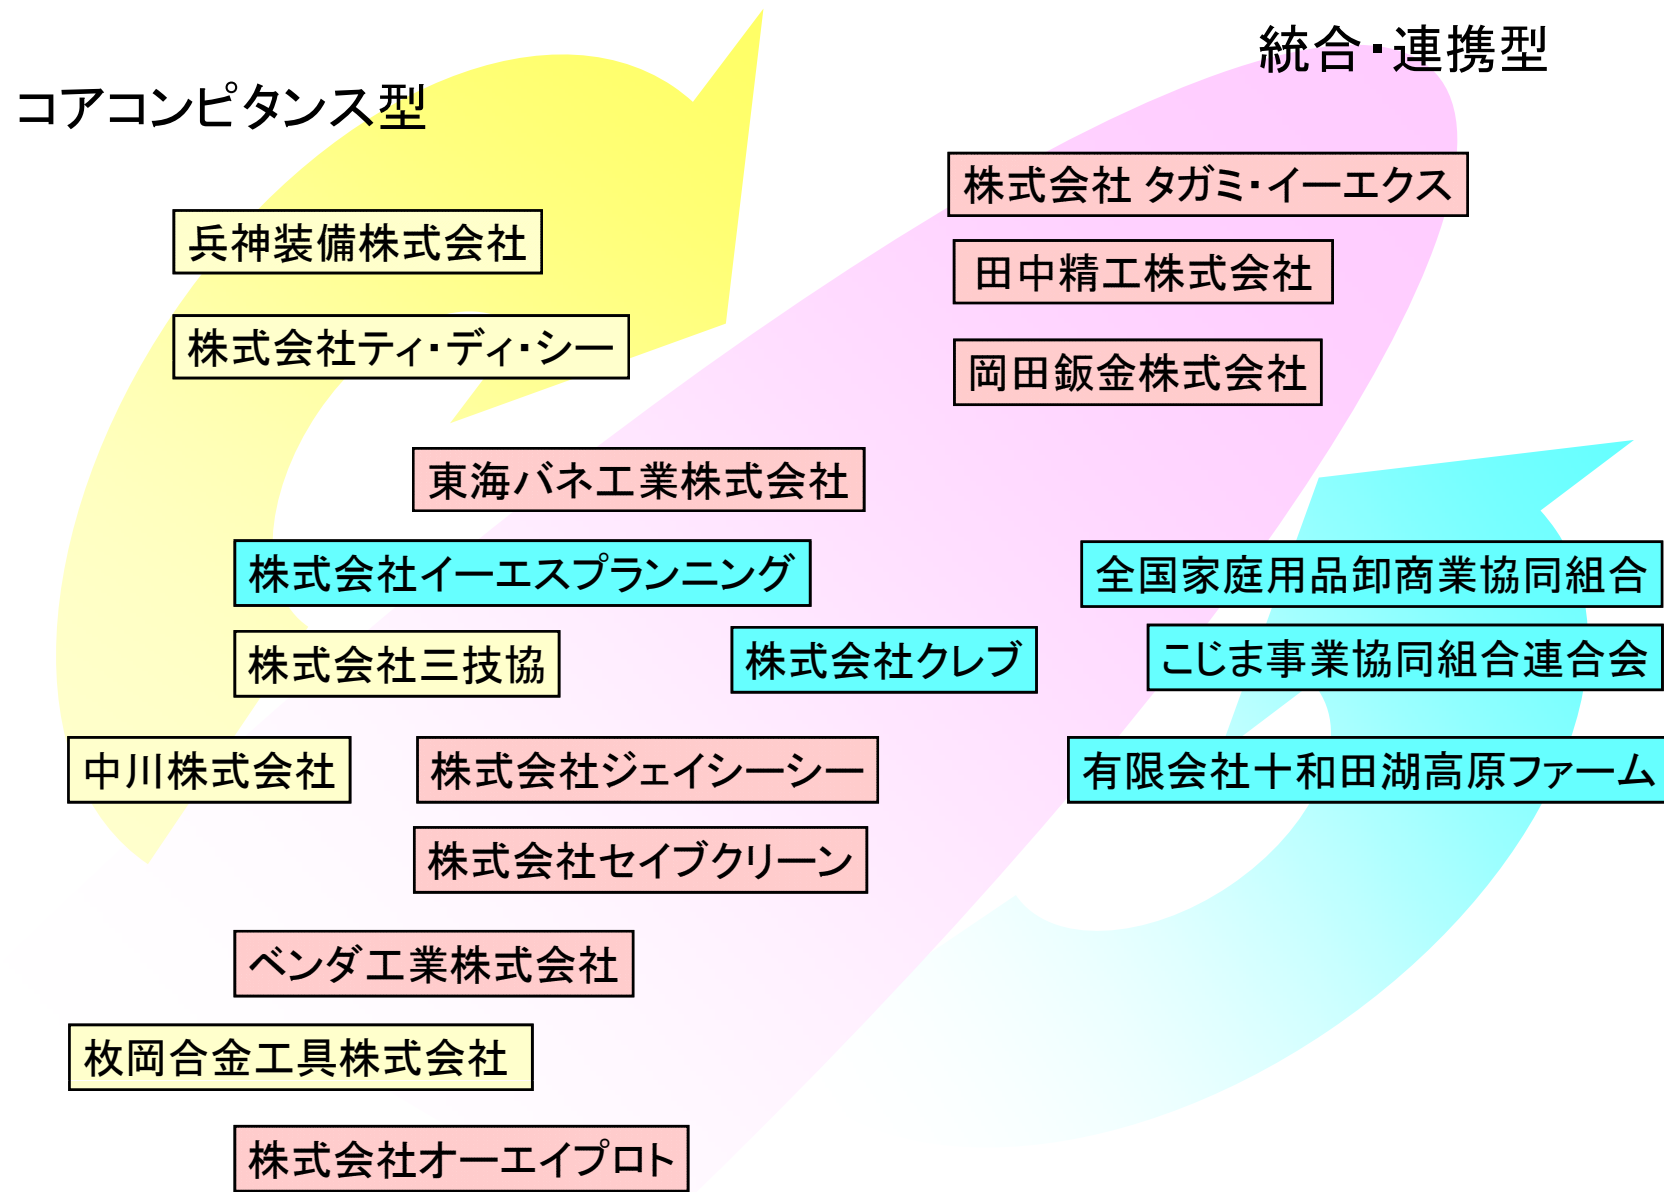 統合・連携型
コアコンピタンス型
株式会社 タガミ・イーエクス
兵神装備株式会社
田中精工株式会社
株式会社ティ・ディ・シー
岡田鈑金株式会社
東海バネ工業株式会社
株式会社イーエスプランニング
全国家庭用品卸商業協同組合
株式会社三技協
株式会社クレブ
こじま事業協同組合連合会
中川株式会社
株式会社ジェイシーシー
有限会社十和田湖高原ファーム
株式会社セイブクリーン
ベンダ工業株式会社
枚岡合金工具株式会社
株式会社オーエイプロト